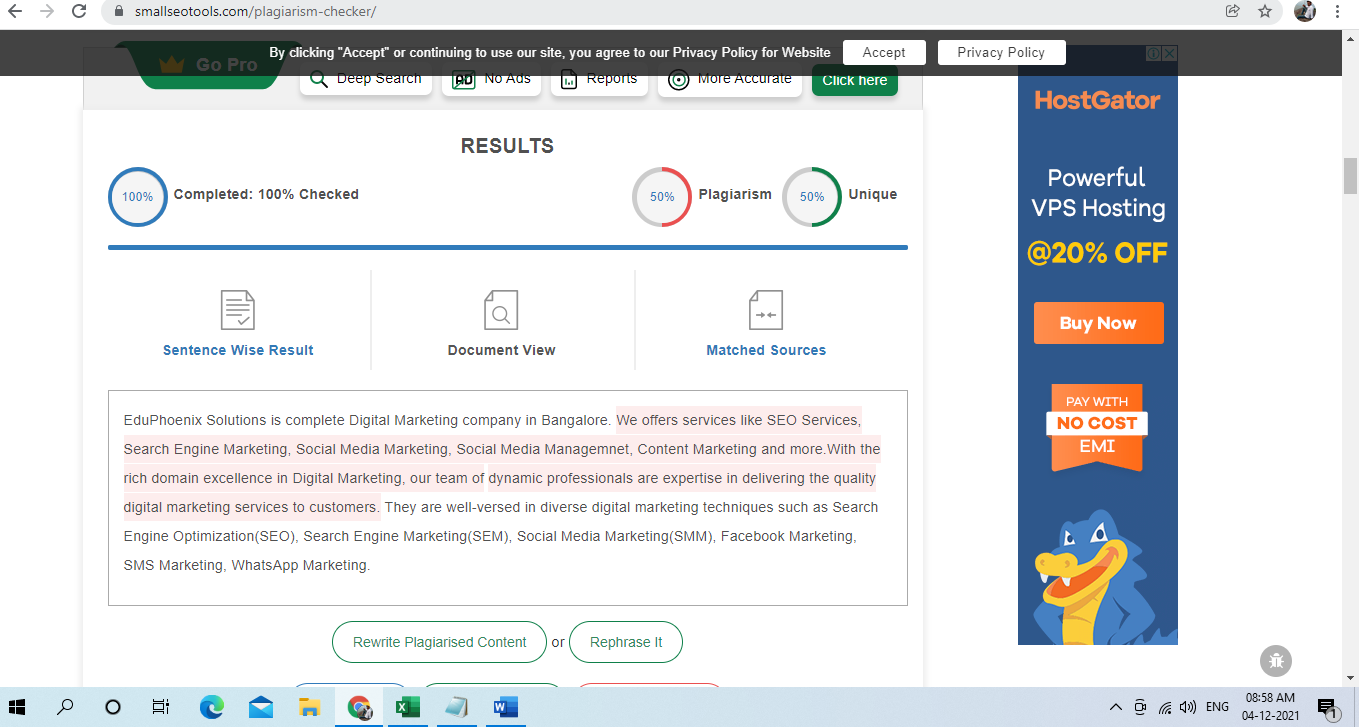 smallseotools.com/plagiarism-checker/
By clicking "Accept" or continuing to use our site, you agree to our Privacy Policy for Website
Accept
Privacy Policy
Go Pro
Deep Search
AD
No Ads
Reports
More Accurate
Click here
RESULTS
100%
Completed: 100% Checked
50%
Plagiarism
50%
Unique
Sentence Wise Result
Document View
Matched Sources
EduPhoenix Solutions is complete Digital Marketing company in Bangalore. We offers services like SEO Services,
Search Engine Marketing, Social Media Marketing, Social Media Managemnet, Content Marketing and more.With the
rich domain excellence in Digital Marketing, our team of dynamic professionals are expertise in delivering the quality
digital marketing services to customers. They are well-versed in diverse digital marketing techniques such as Search
Engine Optimization(SEO), Search Engine Marketing(SEM), Social Media Marketing(SMM), Facebook Marketing,
SMS Marketing, WhatsApp Marketing.
Rewrite Plagiarised Content
or
Rephrase It
HostGator
Powerful
VPS Hosting
@20% OFF
Buy Now
PAY WITH
NO COST
EMI
ENG
08:58 AM
04-12-2021
1